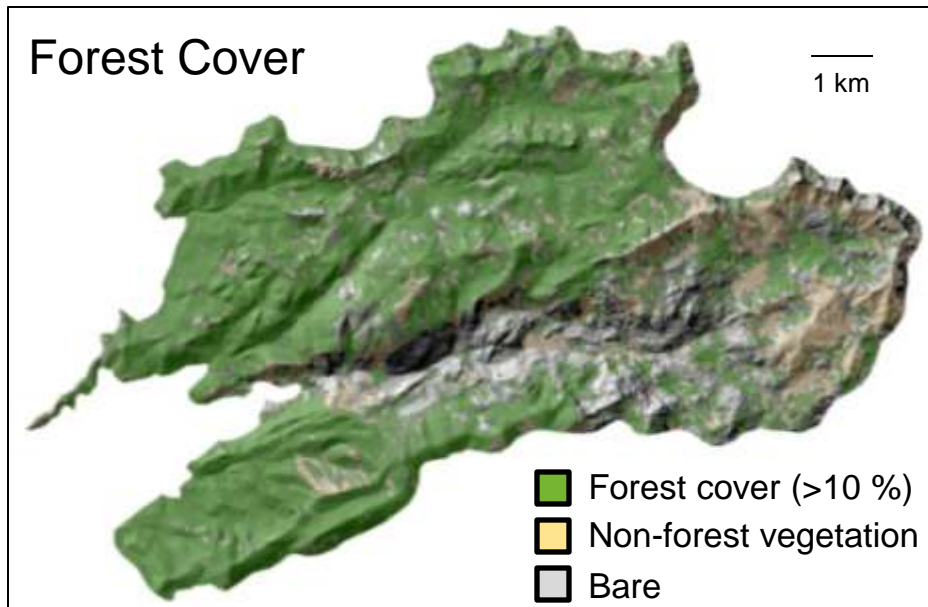 Forest Cover
1 km
Forest cover (>10 %)
Non-forest vegetation
Bare